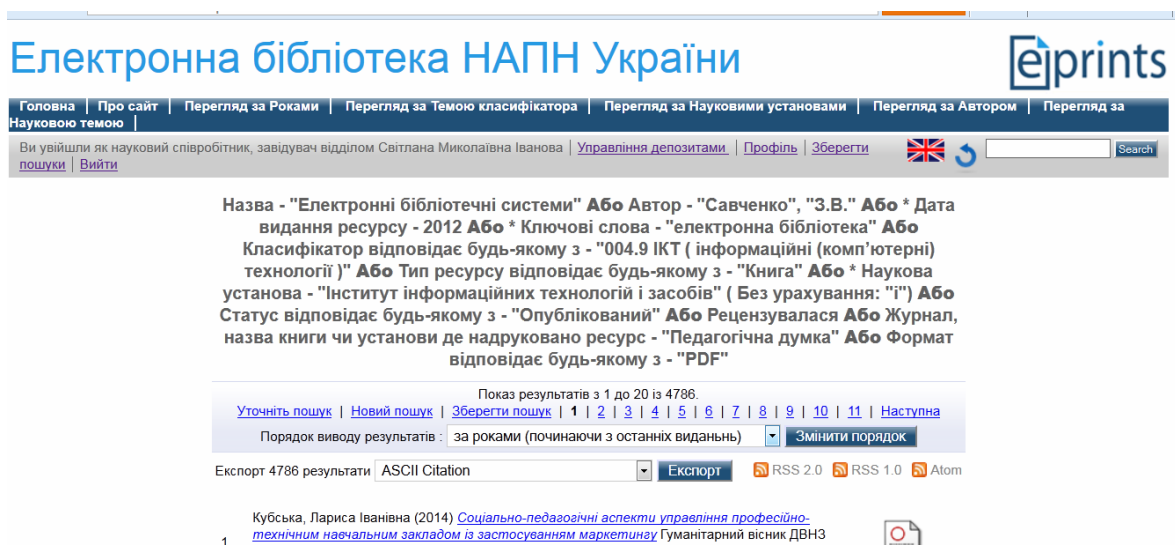 Електронна бібліотека НАПН України
eprints
Головна | Про сайт | Перегляд за Роками | Перегляд за Темою класифікатора | Перегляд за Науковими установами | Перегляд за Автором | Перегляд за
Науковою темою |
Ви увійшли як науковий співробітник, завідувач відділом Світлана Миколаївна Іванова | Управління депозитами | Профіль | Зберегти
пошуки | Вийти
Search
Назва - "Електронні бібліотечні системи" Або Автор - "Савченко", "З.В." Або * Дата
видання ресурсу - 2012 Або * Ключові слова - "електронна бібліотека" Або
Класифікатор відповідає будь-якому з - "004.9 ІКТ ( інформаційні (комп'ютерні)
технології )" Або Тип ресурсу відповідає будь-якому з - "Книга" Або * Наукова
установа - "Інститут інформаційних технологій і засобів" ( Без урахування: "і") Або
Статус відповідає будь-якому з - "Опублікований" Або Рецензувалася Або Журнал,
назва книги чи установи де надруковано ресурс - "Педагогічна думка" Або Формат
відповідає будь-якому з - "PDF"
Показ результатів з 1 до 20 із 4786.
Уточніть пошук | Новий пошук | Зберегти пошук | 1 | 2 | 3 | 4 | 5 | 6 | 7 | 8 | 9 | 10 | 11 | Наступна
Порядок виводу результатів : за роками (починаючи з останніх виданьнь) Змінити порядок
Експорт 4786 результати ASCII Citation Експорт RSS 2.0 RSS 1.0 Atom
Кубська, Лариса Іванівна (2014) Соціально-педагогічні аспекти управління професійно-
1. технічним навчальним закладом із застосуванням маркетингу Гуманітарний вісник ДВНЗ